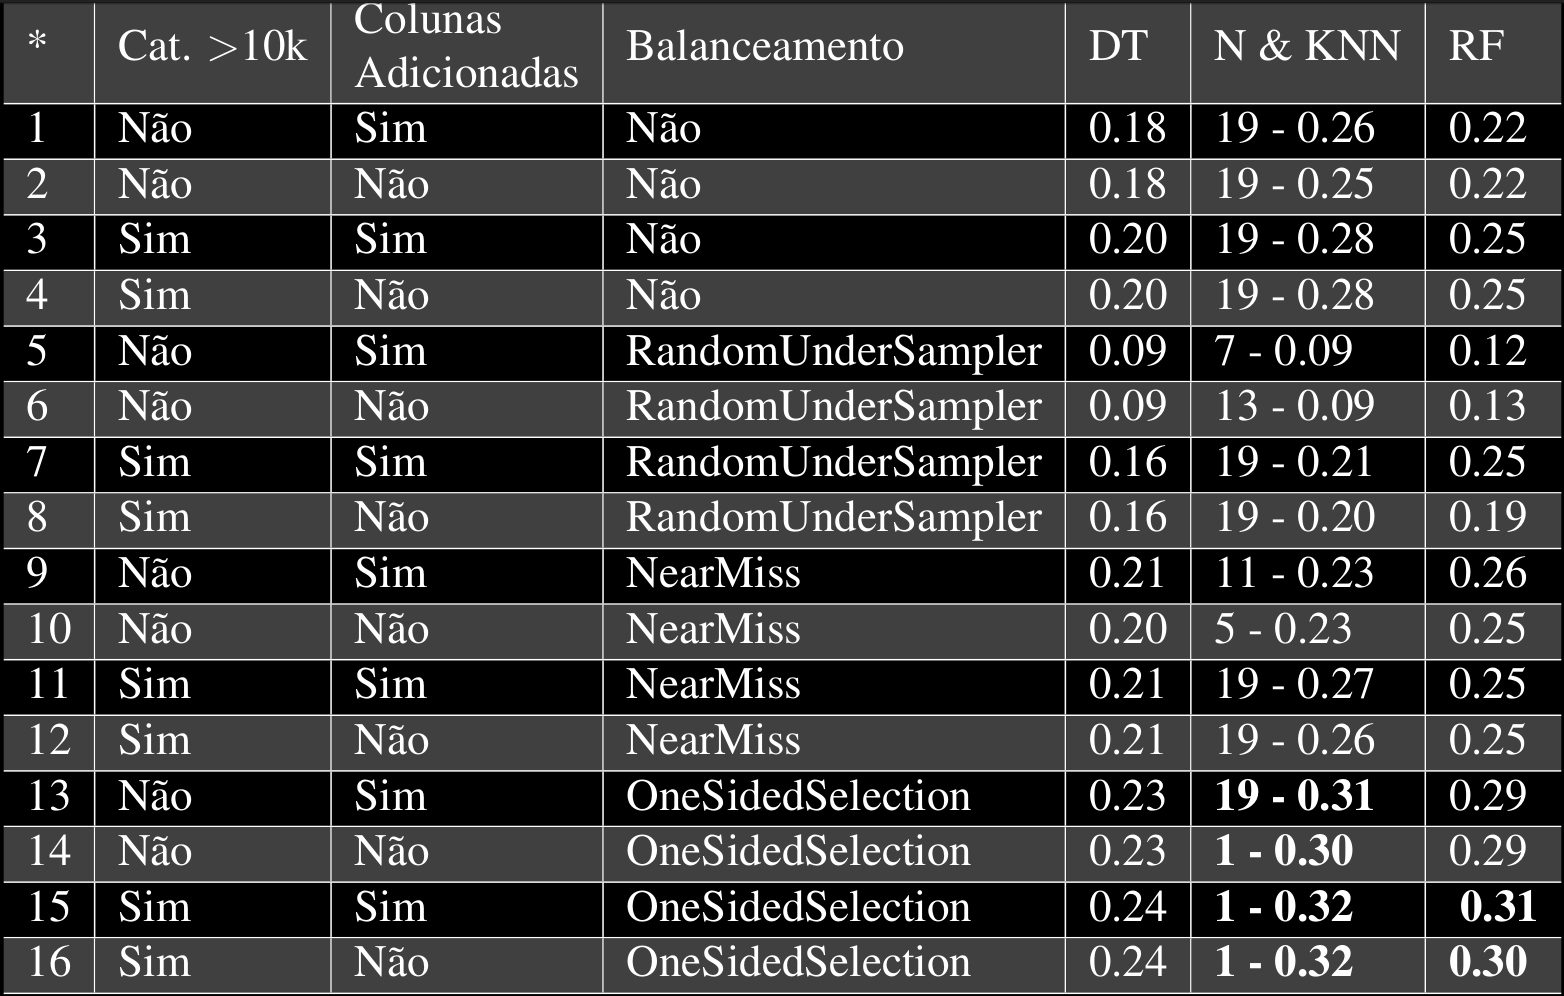 * Cat. >10k Colunas Adicionadas Balanceamento DT N & KNN RF
1 Não Sim Não 0.18 19 - 0.26 0.22
2 Não Não Não 0.18 19 - 0.25 0.22
3 Sim Sim Não 0.20 19 - 0.28 0.25
4 Sim Não Não 0.20 19 - 0.28 0.25
5 Não Sim RandomUnderSampler 0.09 7 - 0.09 0.12
6 Não Não RandomUnderSampler 0.09 13 - 0.09 0.13
7 Sim Sim RandomUnderSampler 0.16 19 - 0.21 0.25
8 Sim Não RandomUnderSampler 0.16 19 - 0.20 0.19
9 Não Sim NearMiss 0.21 11 - 0.23 0.26
10 Não Não NearMiss 0.20 5 - 0.23 0.25
11 Sim Sim NearMiss 0.21 19 - 0.27 0.25
12 Sim Não NearMiss 0.21 19 - 0.26 0.25
13 Não Sim OneSidedSelection 0.23 19 - 0.31 0.29
14 Não Não OneSidedSelection 0.23 1 - 0.30 0.29
15 Sim Sim OneSidedSelection 0.24 1 - 0.32 0.31
16 Sim Não OneSidedSelection 0.24 1 - 0.32 0.30